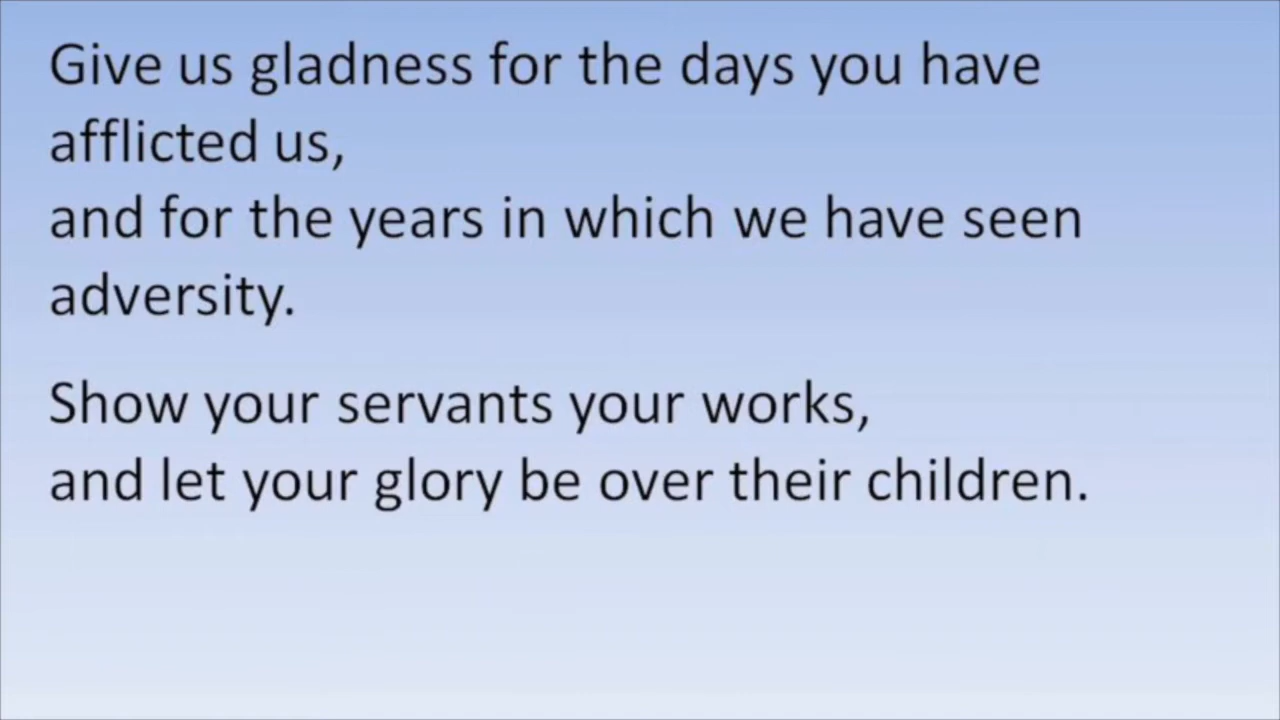 Give us gladness for the days you have
afflicted us,
and for the years in which we have seen
adversity.
Show your servants your works,
and let your glory be over their children.